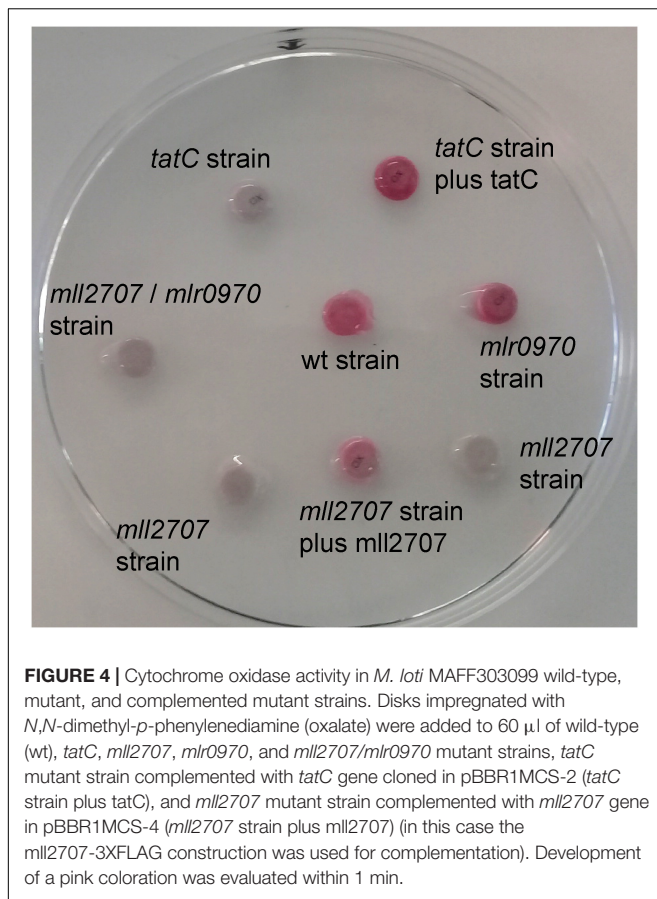 tatC strain
tatC strain
plus tatC
mll2707 / mlr0970
strain
wt strain
mlr0970
strain
mll2707
strain
mll2707 strain
plus mll2707
mll2707
strain
FIGURE 4 | Cytochrome oxidase activity in M. loti MAFF303099 wild-type,
mutant, and complemented mutant strains. Disks impregnated with
N,N-dimethyl-p-phenylenediamine (oxalate) were added to 60 μl of wild-type
(wt), tatC, mll2707, mlr0970, and mll2707/mlr0970 mutant strains, tatC
mutant strain complemented with tatC gene cloned in pBBR1MCS-2 (tatC
strain plus tatC), and mll2707 mutant strain complemented with mll2707 gene
in pBBR1MCS-4 (mll2707 strain plus mll2707) (in this case the
mll2707-3XFLAG construction was used for complementation). Development
of a pink coloration was evaluated within 1 min.